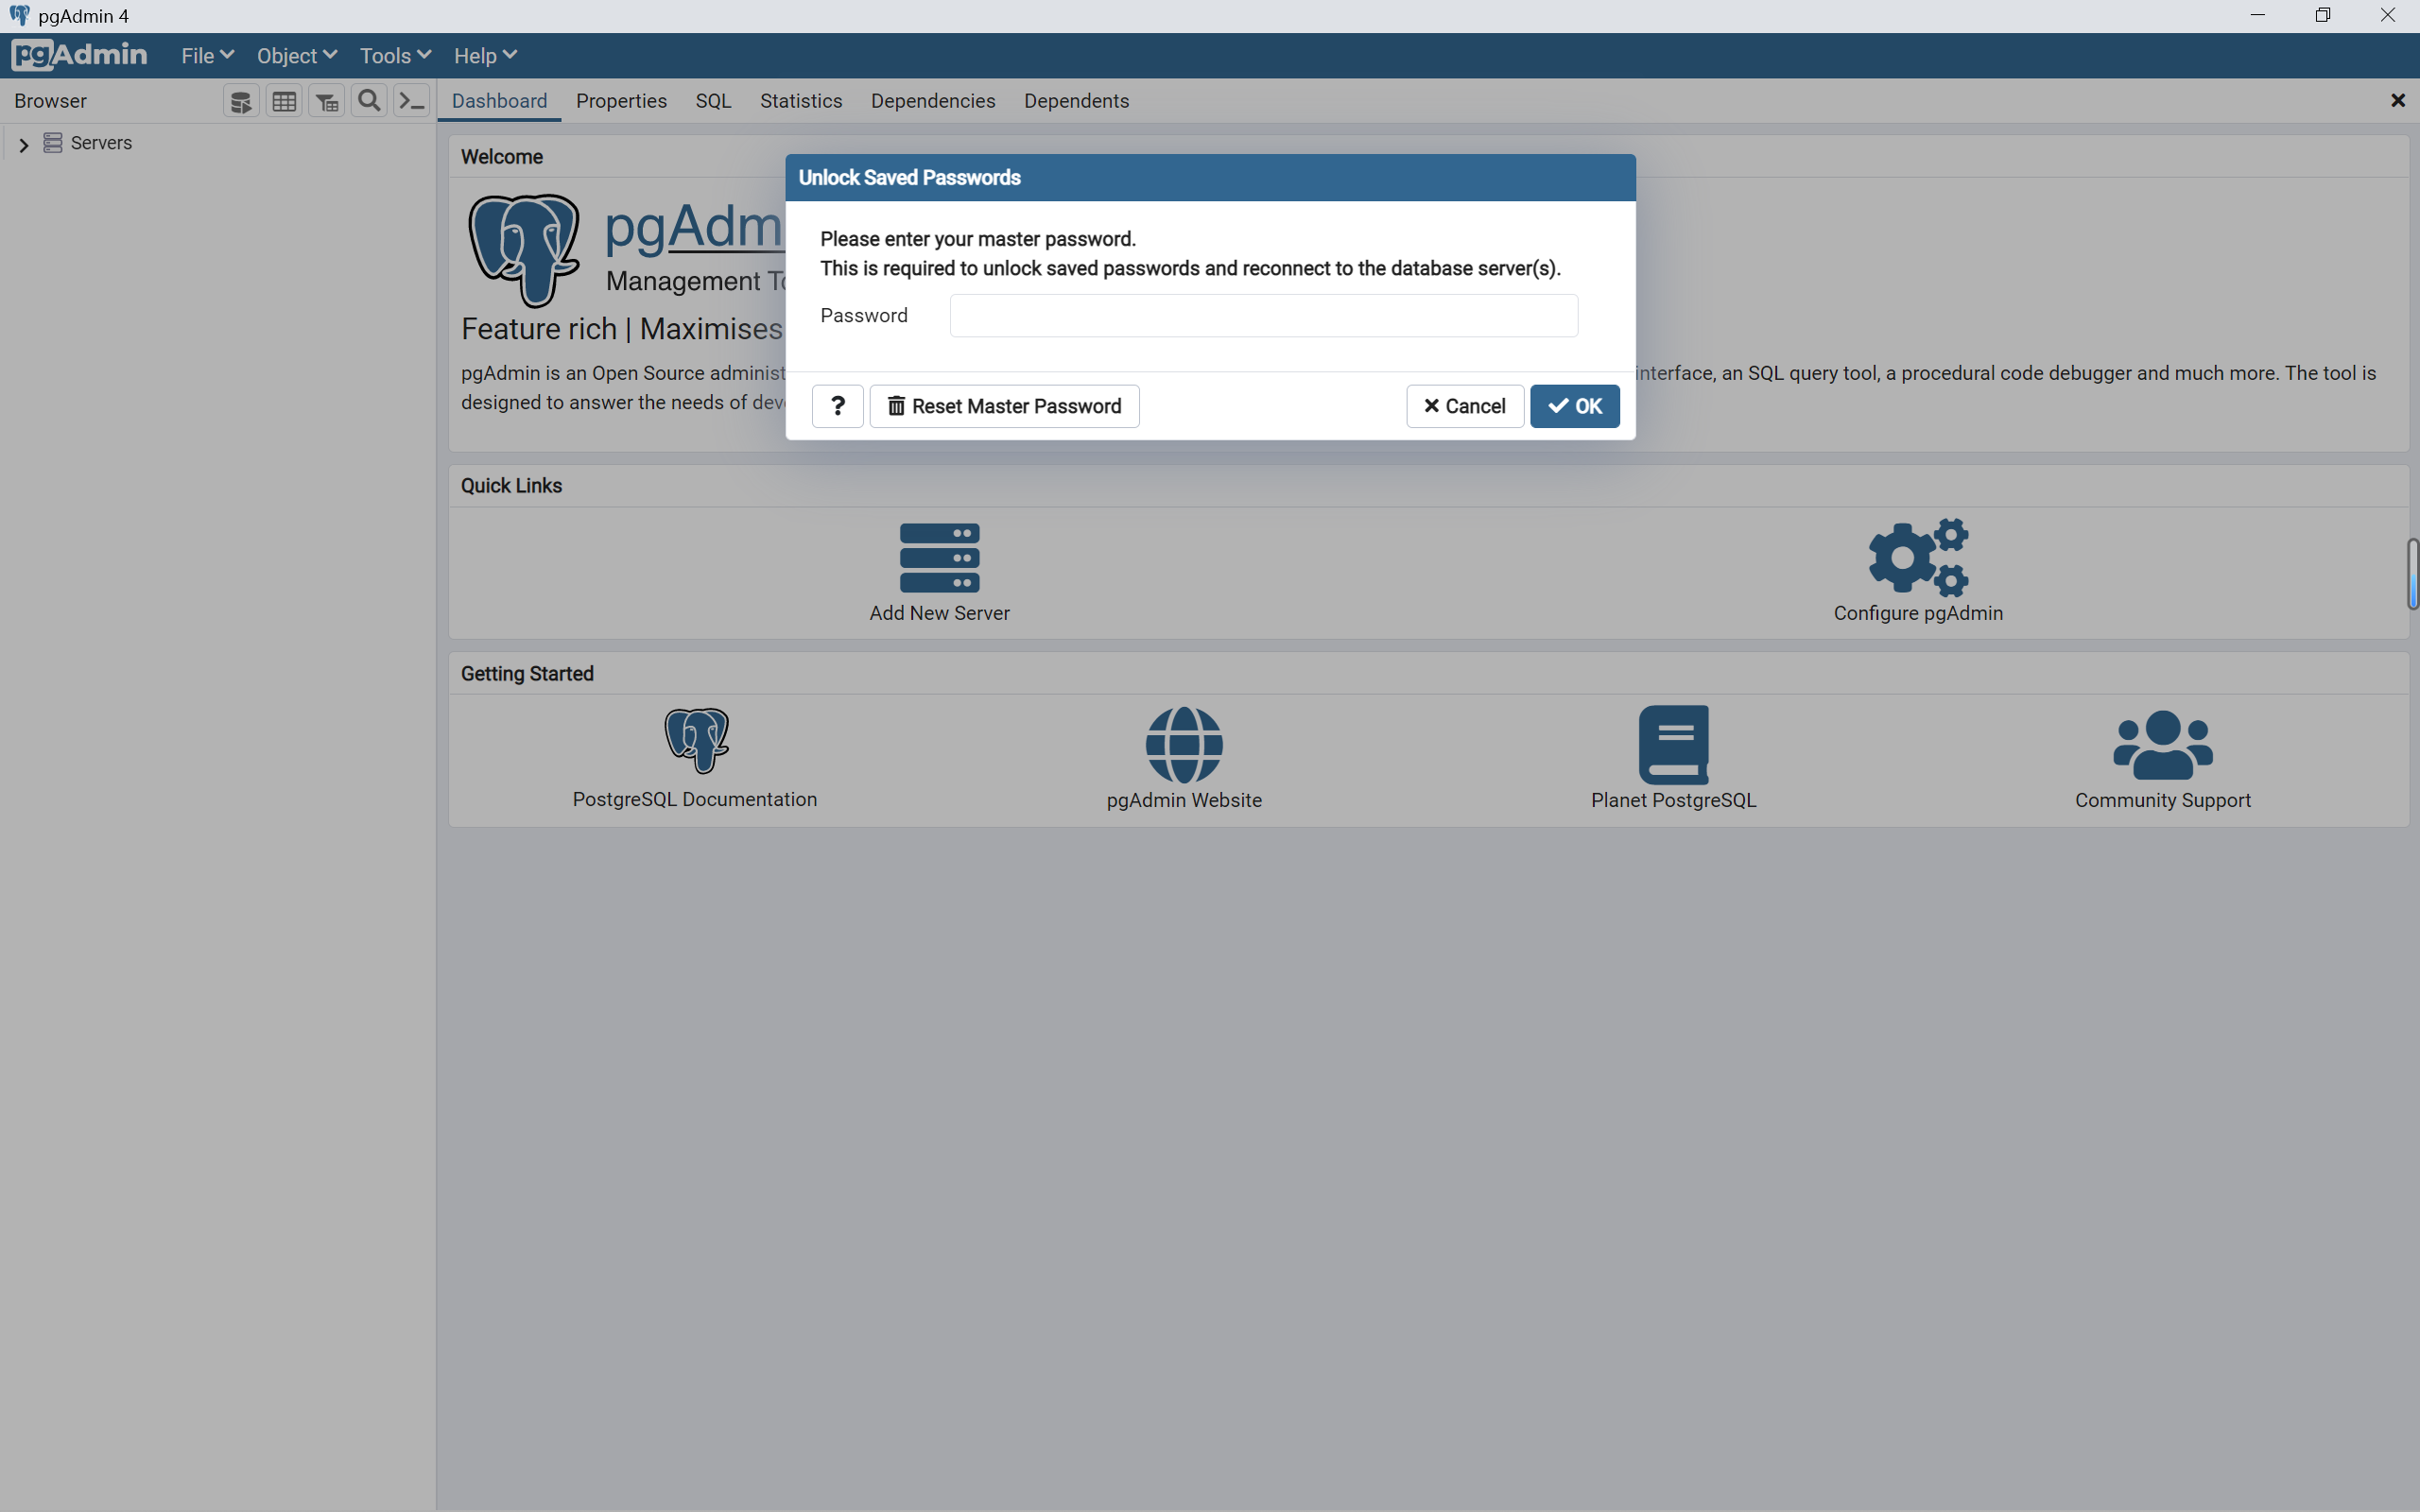 pgAdmin 4
pgAdmin File Object Tools Help
Browser
Dashboard Properties SQL Statistics Dependencies Dependents
Servers
Welcome
Unlock Saved Passwords
pgAdm
Management
Please enter your master password.
This is required to unlock saved passwords and reconnect to the database server(s).
Password
Feature rich | Maximises
pgAdmin is an Open Source
interface, an SQL query tool, a procedural code debugger and much more. The tool is
designed to answer the needs of
? Reset Master Password Cancel OK
Quick Links
Add New Server Configure pgAdmin
Getting Started
PostgreSQL Documentation pgAdmin Website Planet PostgreSQL Community Support